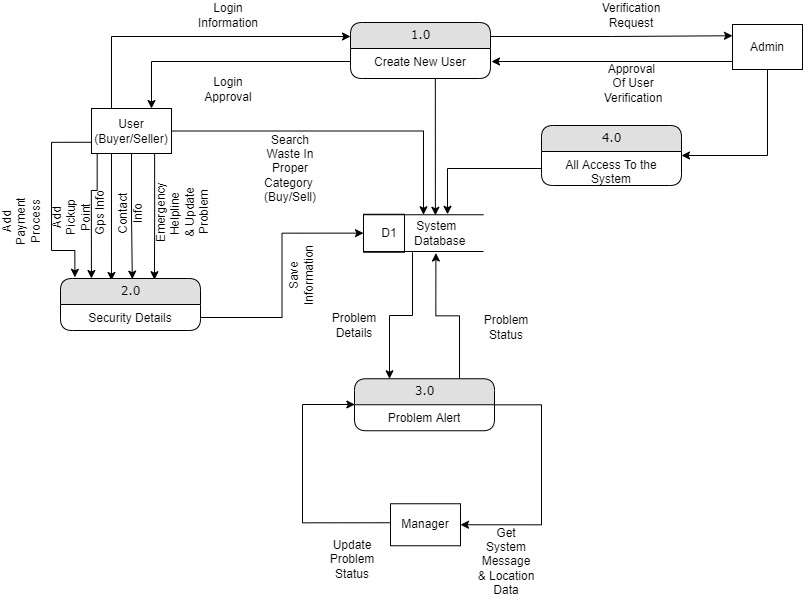 Login
Information
1.0
Create New User
Verification
Request
Admin
Login
Approval
Approval
Of User
Verification
User
(Buyer/Seller)
Search
Waste In
Proper
Category
(Buy/Sell)
4.0
All Access To the
System
Add
Payment
Process
Add
Pickup
Point
Gps Info
Contact
Info
Emergency
Helpline
& Update
Problem
D1
System
Database
Save
Information
2.0
Security Details
Problem
Details
Problem
Status
3.0
Problem Alert
Manager
Update
Problem
Status
Get
System
Message
& Location
Data